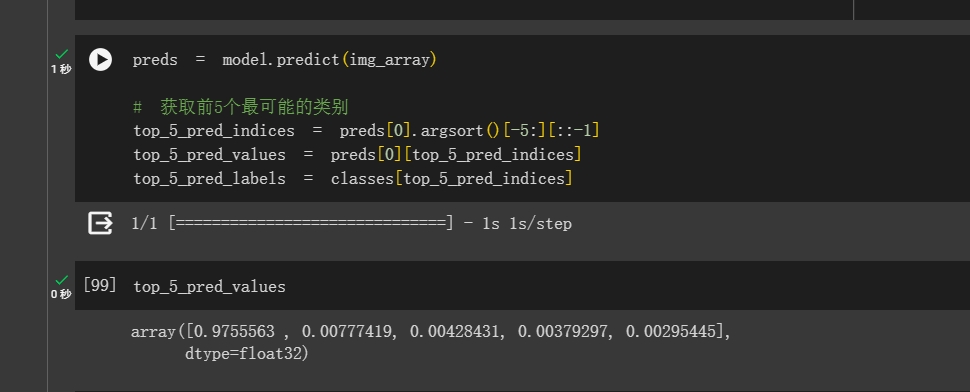 1 秒
preds = model.predict(img_array)
# 获取前5个最可能的类别
top_5_pred_indices = preds[0].argsort()[-5:][::-1]
top_5_pred_values = preds[0][top_5_pred_indices]
top_5_pred_labels = classes[top_5_pred_indices]
1/1 [==============================] - 1s 1s/step
0 秒
[99] top_5_pred_values
array([0.9755563 , 0.00777419, 0.00428431, 0.00379297, 0.00295445],
dtype=float32)